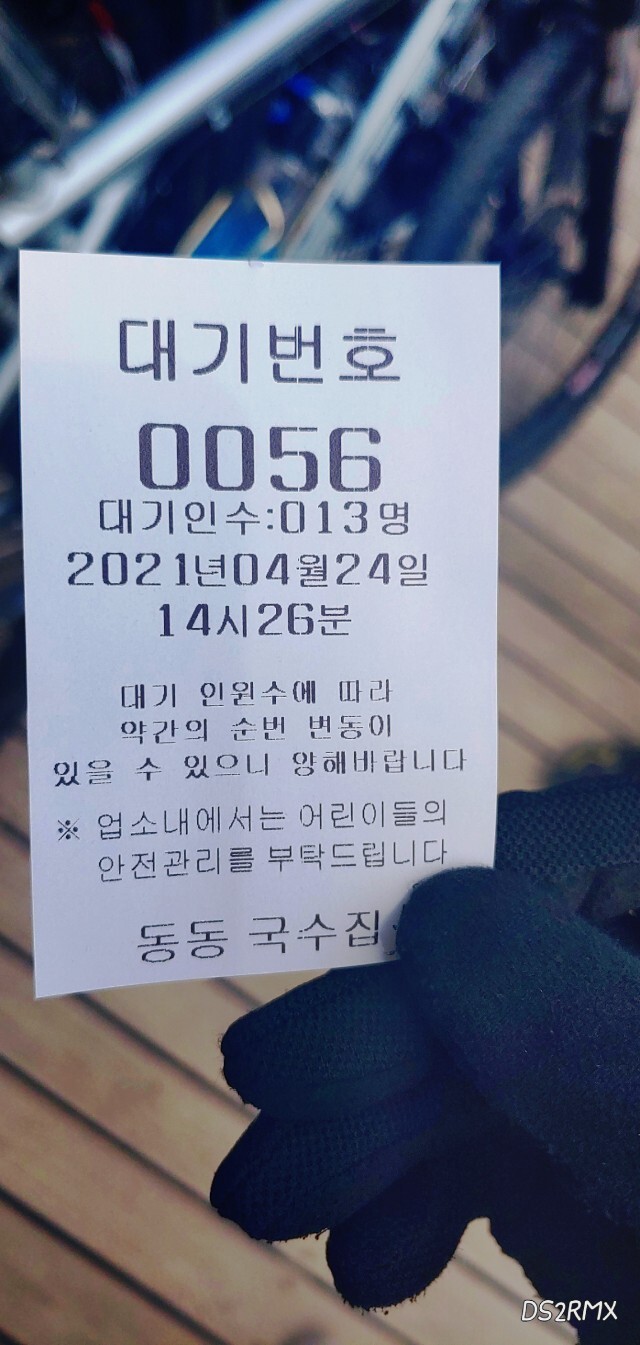 대기번호
0056
대기인수:013명
2021년04월24일
14시26분
대기 인원수에 따라
약간의 순번 변동이
있을 수 있으니 양해바랍니다
※ 업소내에서는 어린이들의
안전관리를 부탁드립니다
동동 국수집
DS2RMX